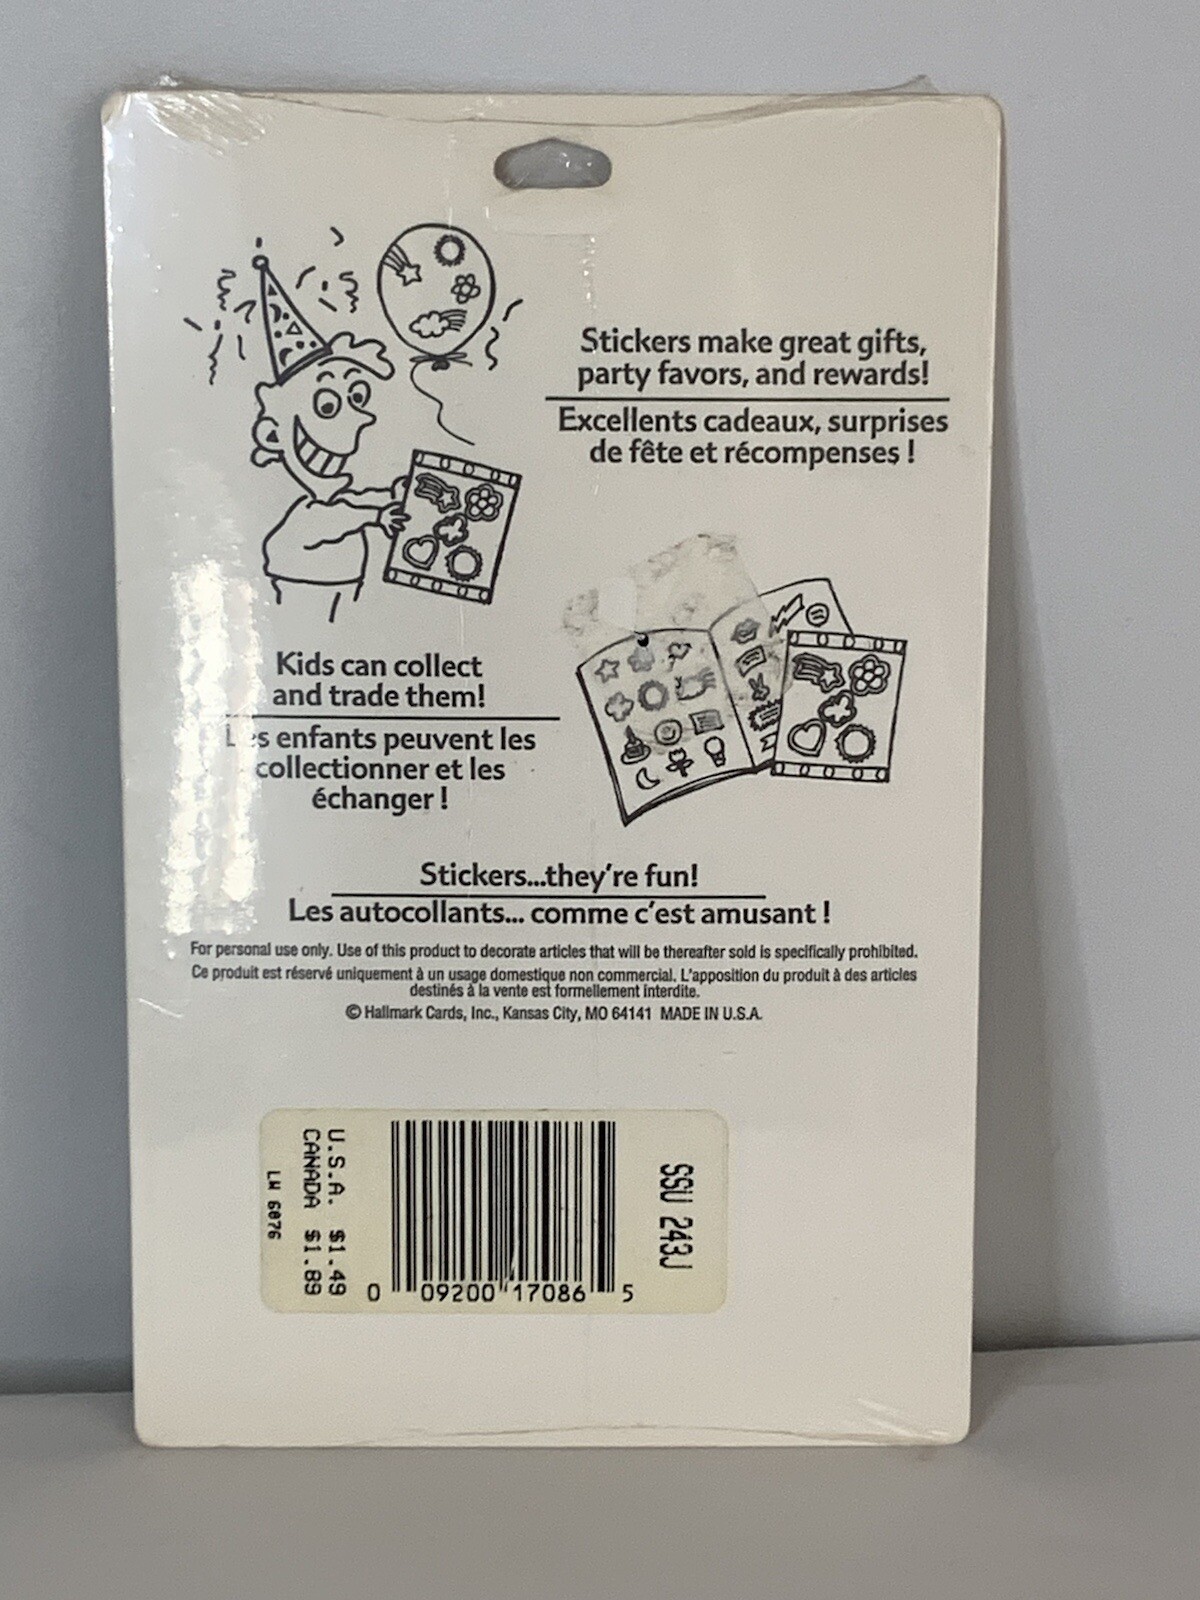 Stickers make great gifts,
party favors, and rewards!
Excellents cadeaux, surprises
de fête et récompenses !
Kids can collect
and trade them!
Les enfants peuvent les
collectionner et les
échanger !
Stickers...they're fun!
Les autocollants... comme c'est amusant !
For personal use only. Use of this product to decorate articles that will be thereafter sold is specifically prohibited.
Ce produit est réservé uniquement à un usage domestique non commercial. L'apposition du produit à des articles
destinés à la vente est formellement interdite.
© Hallmark Cards, Inc., Kansas City, MO 64141 MADE IN U.S.A.
U.S.A. $1.49
CANADA $1.89
LW 6076
0 09200 17086 5
SSU 243J